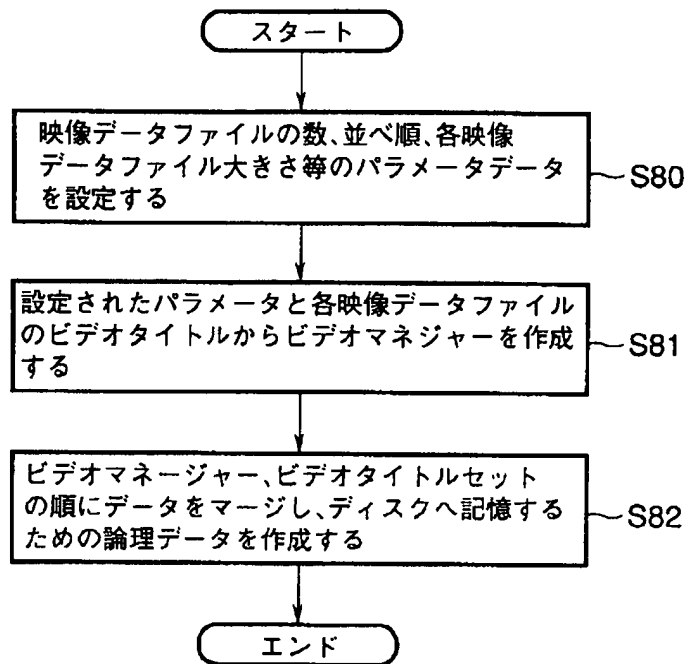 スタート
映像データファイルの数、並べ順、各映像
データファイル大きさ等のパラメータデータ
を設定する
S80
設定されたパラメータと各映像データファイル
のビデオタイトルからビデオマネジャーを作成
する
S81
ビデオマネージャー、ビデオタイトルセット
の順にデータをマージし、ディスクへ記憶する
ための論理データを作成する
S82
エンド